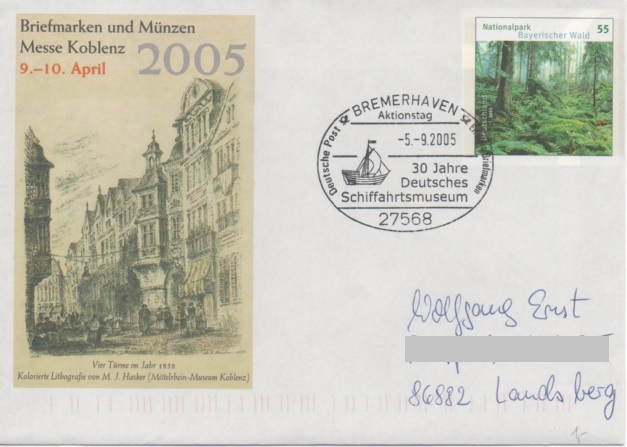 Briefmarken und Münzen
Messe Koblenz 2005
9.–10. April
Vier Türme im Jahr 1858
Kolorierte Lithografie von M. J. Hasker (Mittelrhein-Museum Koblenz)
Nationalpark 55
Bayerischer Wald
Deutschland
BREMERHAVEN
Aktionstag
Deutsche Post
Briefmarken
-5.-9.2005
30 Jahre
Deutsches
Schiffahrtsmuseum
27568
Wolfgang Ernst
86882 Landsberg